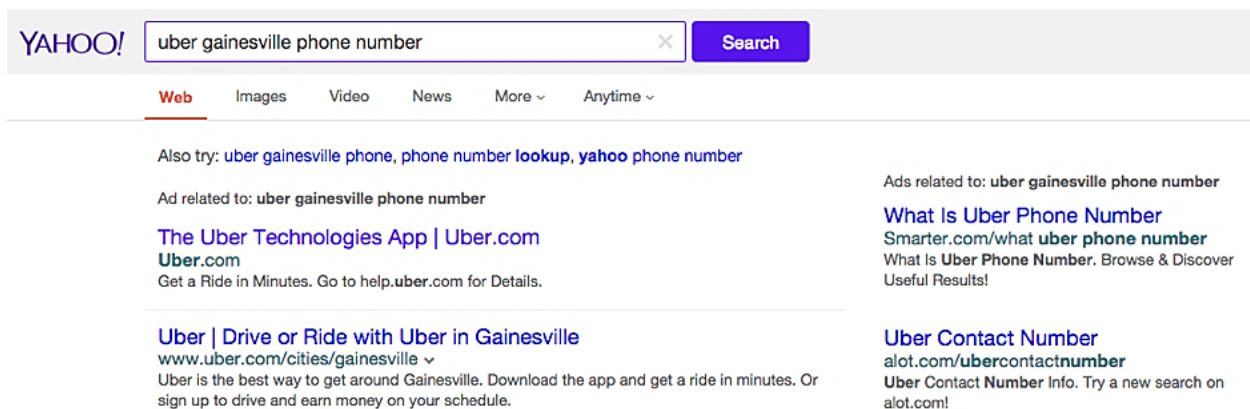 YAHOO!
uber gainesville phone number
Search
Web Images Video News More Anytime
Also try: uber gainesville phone, phone number lookup, yahoo phone number
Ad related to: uber gainesville phone number
The Uber Technologies App | Uber.com
Uber.com
Get a Ride in Minutes. Go to help.uber.com for Details.
Uber | Drive or Ride with Uber in Gainesville
www.uber.com/cities/gainesville
Uber is the best way to get around Gainesville. Download the app and get a ride in minutes. Or
sign up to drive and earn money on your schedule.
Ads related to: uber gainesville phone number
What Is Uber Phone Number
Smarter.com/what uber phone number
What Is Uber Phone Number. Browse & Discover
Useful Results!
Uber Contact Number
alot.com/ubercontactnumber
Uber Contact Number Info. Try a new search on
alot.com!